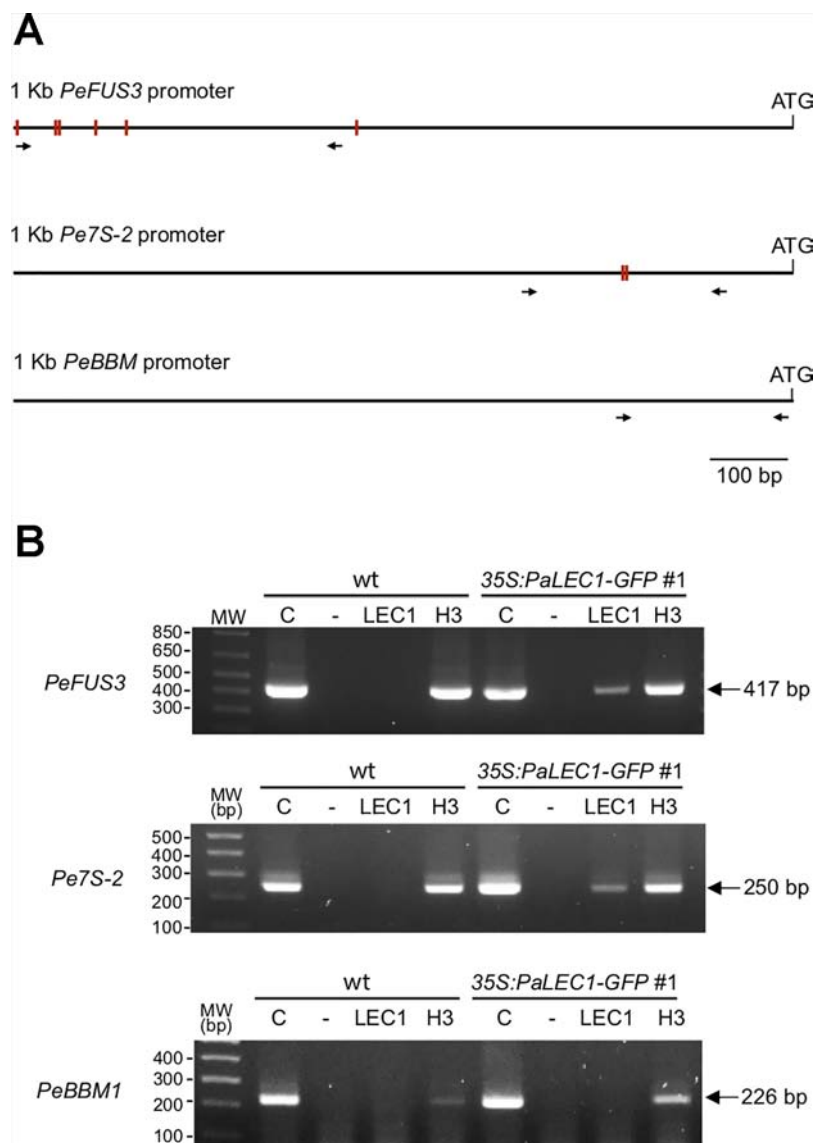 A
1 Kb PeFUS3 promoter
ATG
1 Kb Pe7S-2 promoter
ATG
1 Kb PeBBM promoter
ATG
100 bp
B
wt 35S:PaLEC1-GFP #1
MW C - LEC1 H3 C - LEC1 H3
850
650
500
400
300
PeFUS3
417 bp
wt 35S:PaLEC1-GFP #1
MW (bp) C - LEC1 H3 C - LEC1 H3
500
400
300
200
100
Pe7S-2
250 bp
wt 35S:PaLEC1-GFP #1
MW (bp) C - LEC1 H3 C - LEC1 H3
400
300
200
100
PeBBM1
226 bp